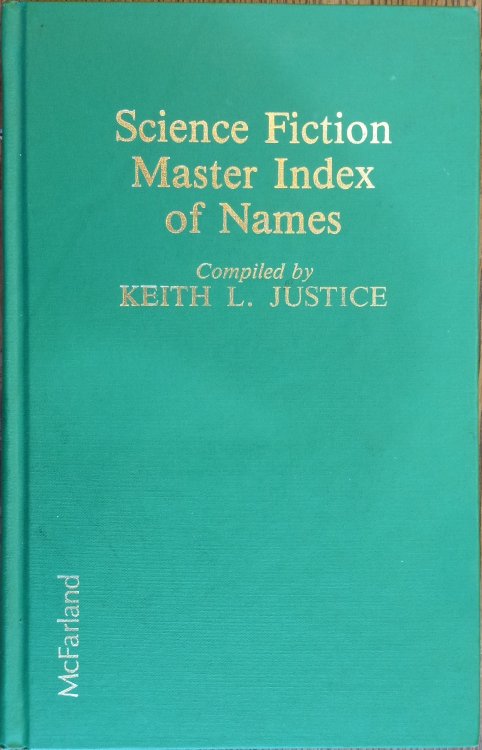 Science Fiction
Master Index
of Names
Compiled by
KEITH L. JUSTICE
McFarland